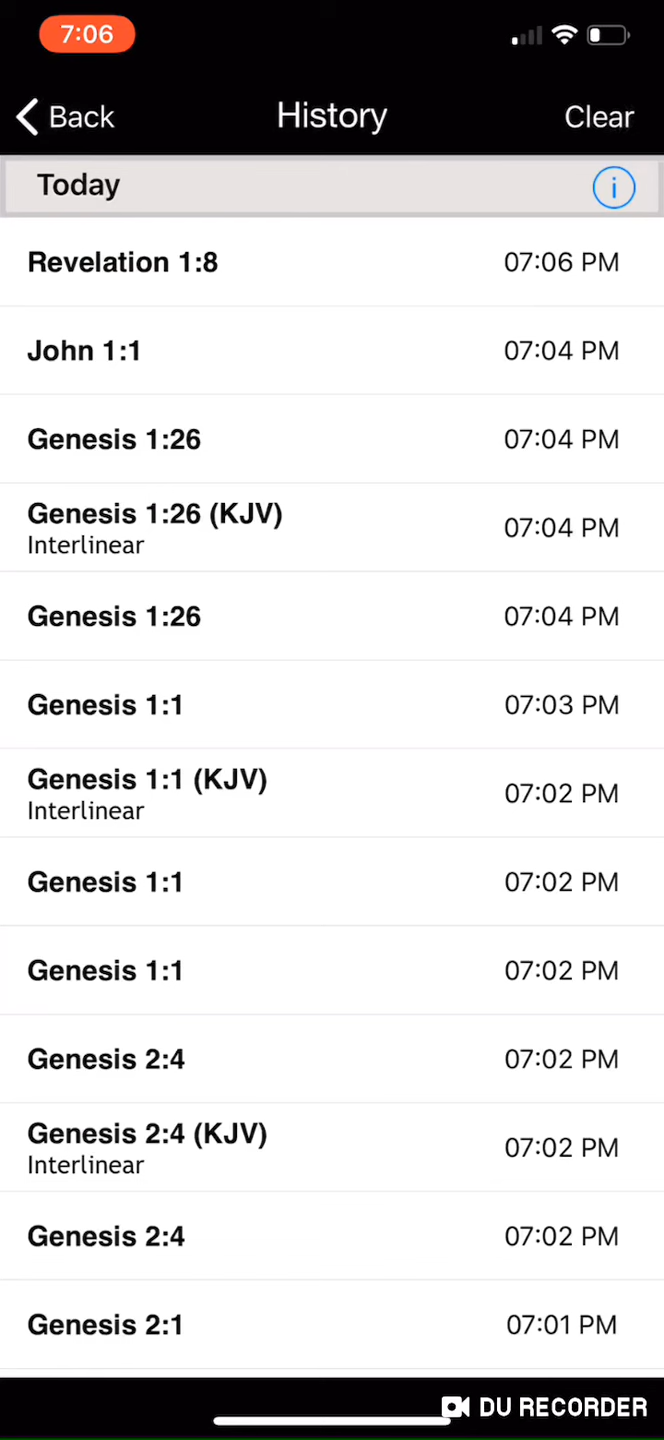 7:06
Back History Clear
Today
Revelation 1:8 07:06 PM
John 1:1 07:04 PM
Genesis 1:26 07:04 PM
Genesis 1:26 (KJV)
Interlinear 07:04 PM
Genesis 1:26 07:04 PM
Genesis 1:1 07:03 PM
Genesis 1:1 (KJV)
Interlinear 07:02 PM
Genesis 1:1 07:02 PM
Genesis 1:1 07:02 PM
Genesis 2:4 07:02 PM
Genesis 2:4 (KJV)
Interlinear 07:02 PM
Genesis 2:4 07:02 PM
Genesis 2:1 07:01 PM
DU RECORDER